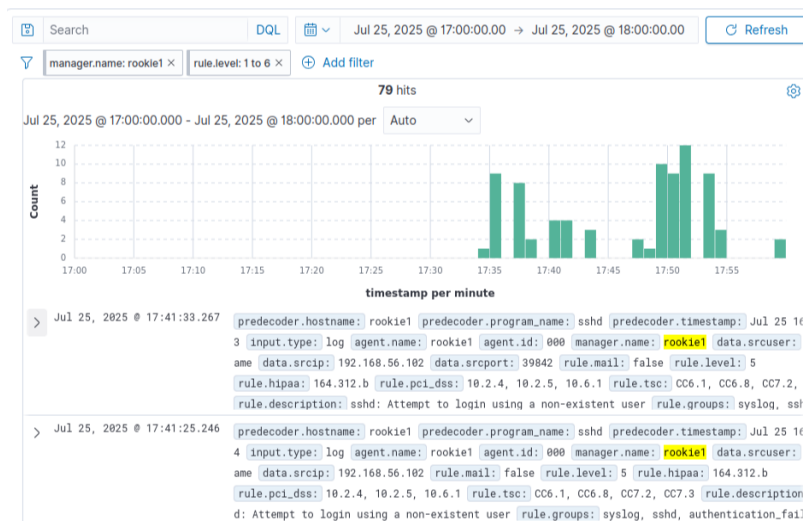 Search DQL Jul 25, 2025 @ 17:00:00.00 → Jul 25, 2025 @ 18:00:00.00 Refresh
manager.name: rookie1 × rule.level: 1 to 6 × Add filter
79 hits
Jul 25, 2025 @ 17:00:00.000 - Jul 25, 2025 @ 18:00:00.000 per Auto
12
10
8
6
4
2
0
Count
17:00 17:05 17:10 17:15 17:20 17:25 17:30 17:35 17:40 17:45 17:50 17:55
timestamp per minute
Jul 25, 2025 @ 17:41:33.267 predecoder.hostname: rookie1 predecoder.program_name: sshd predecoder.timestamp: Jul 25 16
3 input.type: log agent.name: rookie1 agent.id: 000 manager.name: rookie1 data.srcuser:
ame data.srcip: 192.168.56.102 data.srcport: 39842 rule.mail: false rule.level: 5
rule.hipaa: 164.312.b rule.pci_dss: 10.2.4, 10.2.5, 10.6.1 rule.tsc: CC6.1, CC6.8, CC7.2,
rule.description: sshd: Attempt to login using a non-existent user rule.groups: syslog, ssh
Jul 25, 2025 @ 17:41:25.246 predecoder.hostname: rookie1 predecoder.program_name: sshd predecoder.timestamp: Jul 25 16
4 input.type: log agent.name: rookie1 agent.id: 000 manager.name: rookie1 data.srcuser:
ame data.srcip: 192.168.56.102 rule.mail: false rule.level: 5 rule.hipaa: 164.312.b
rule.pci_dss: 10.2.4, 10.2.5, 10.6.1 rule.tsc: CC6.1, CC6.8, CC7.2, CC7.3 rule.description
d: Attempt to login using a non-existent user rule.groups: syslog, sshd, authentication_fail